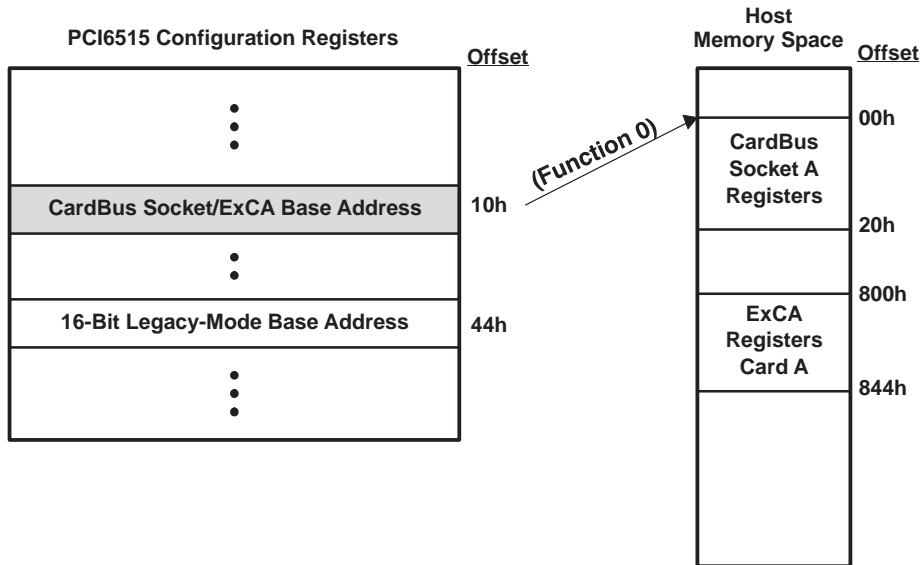 PCI6515 Configuration Registers
Offset
CardBus Socket/ExCA Base Address
10h
16-Bit Legacy-Mode Base Address
44h
(Function 0)
Host
Memory Space
Offset
00h
CardBus
Socket A
Registers
20h
800h
ExCA
Registers
Card A
844h